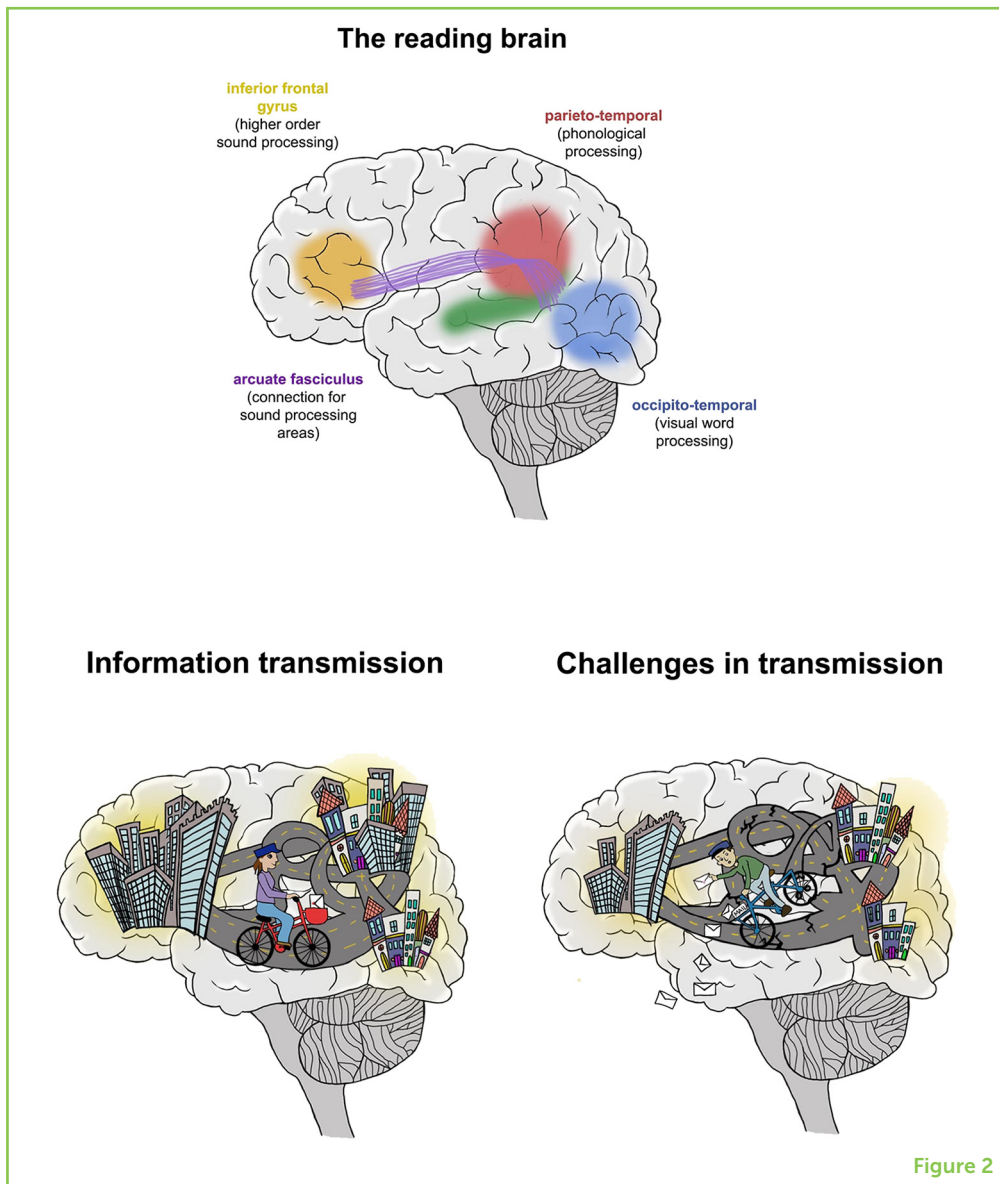 The reading brain
inferior frontal
gyrus
(higher order
sound processing)
parieto-temporal
(phonological
processing)
arcuate fasciculus
(connection for
sound processing
areas)
occipito-temporal
(visual word
processing)
Information transmission
Challenges in transmission
Figure 2